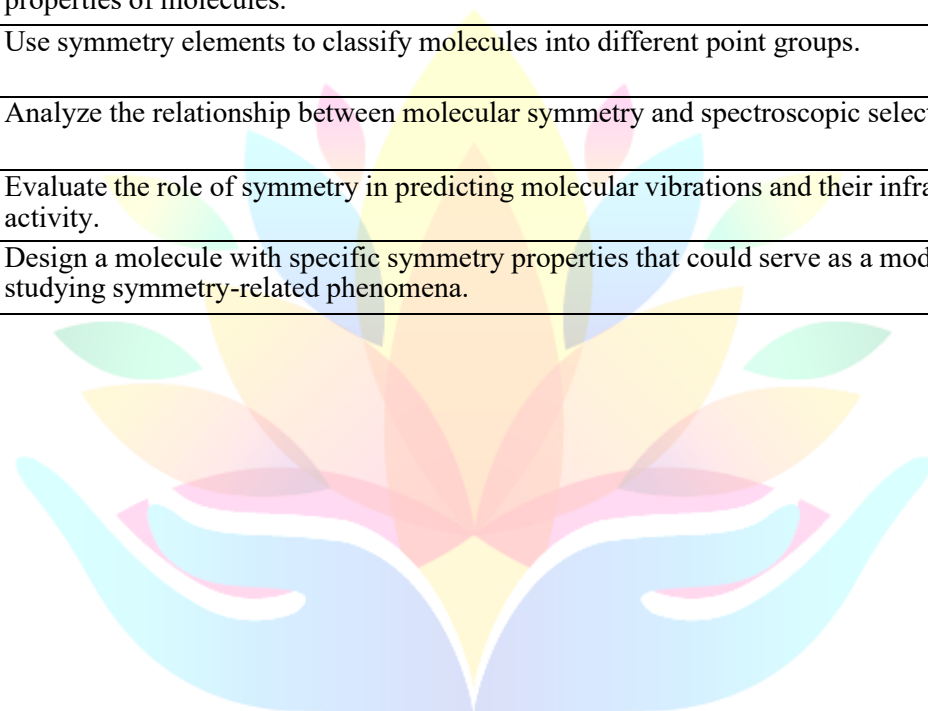 properties of molecules.
Use symmetry elements to classify molecules into different point groups.
Analyze the relationship between molecular symmetry and spectroscopic selec
Evaluate the role of symmetry in predicting molecular vibrations and their infra
activity.
Design a molecule with specific symmetry properties that could serve as a mod
studying symmetry-related phenomena.